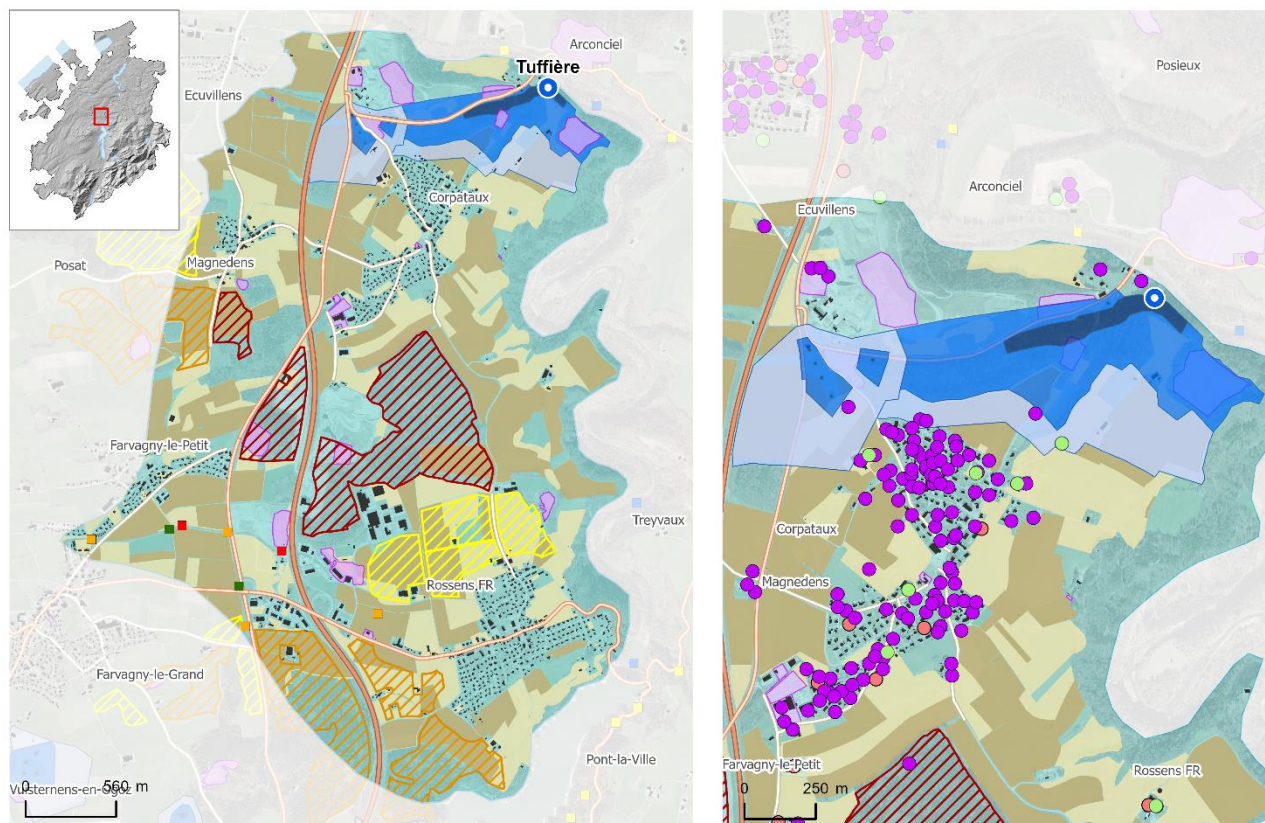 Arconciel
Tuffière
Ecuvillens
Corpataux
Posat
Magnedens
Farvagny-le-Petit
Treyvaux
Rossens FR
Farvagny-le-Grand
Pont-la-Ville
Vuisternens-en-Ogoz
0 560 m
Posieux
Arconciel
Ecuvillens
Corpataux
Magnedens
Farvagny-le-Petit
Rossens FR
0 250 m